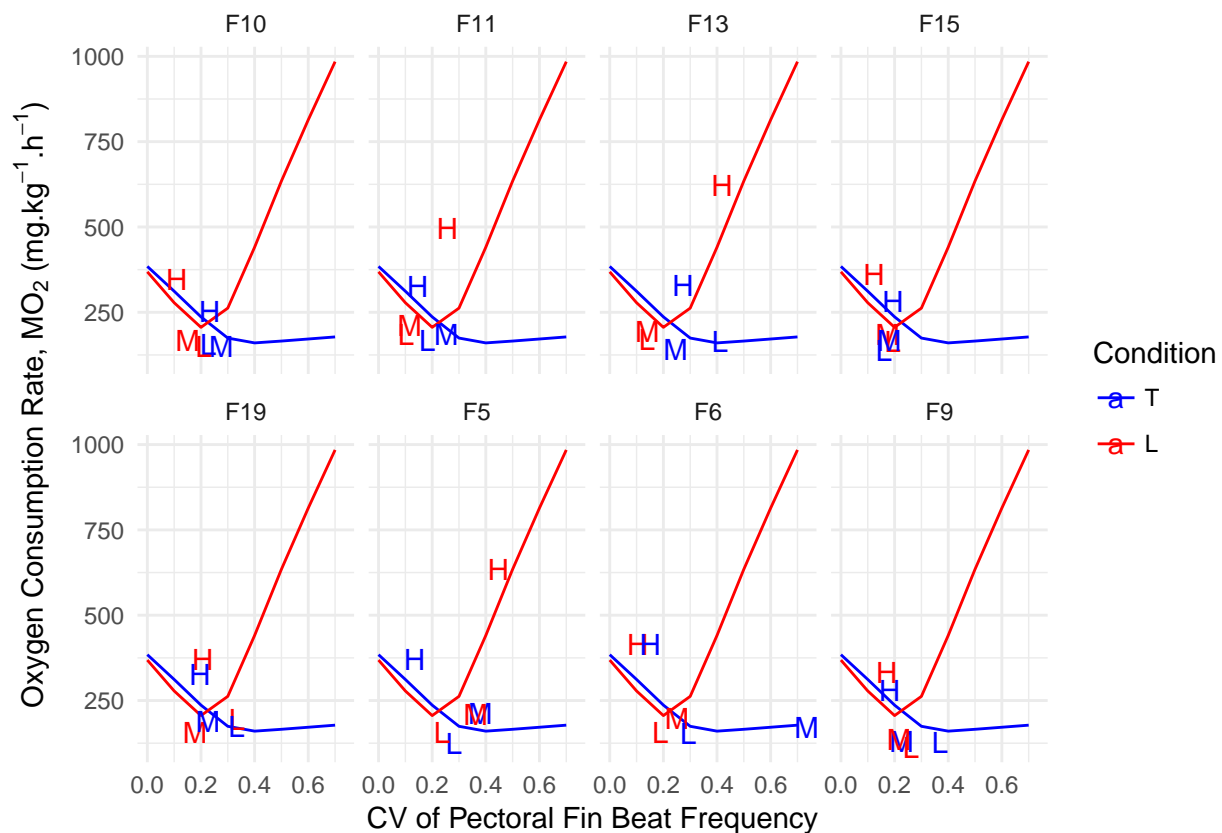 F10 F11 F13 F15
1000
750
500
250
H H M L L M
H H M L L M
H H M L M L
H H M L M L
F19 F5 F6 F9
1000
750
500
250
H H M M L L
H H M M L L
H H M L L M
H H M M L L
0.0 0.2 0.4 0.6 0.0 0.2 0.4 0.6 0.0 0.2 0.4 0.6 0.0 0.2 0.4 0.6
CV of Pectoral Fin Beat Frequency
Oxygen Consumption Rate, MO₂ (mg.kg⁻¹.h⁻¹)
Condition
a T
a L